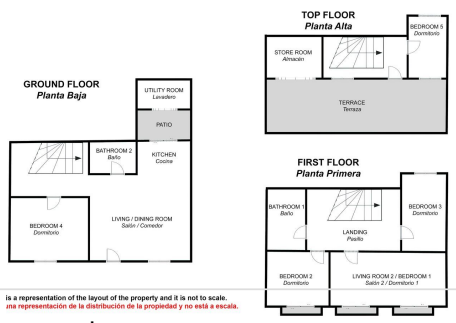 TOP FLOOR
Planta Alta
BEDROOM 5
Dormitorio
STORE ROOM
Almacén
TERRACE
Terraza
GROUND FLOOR
Planta Baja
UTILITY ROOM
Lavadero
PATIO
BATHROOM 2
Baño
KITCHEN
Cocina
BEDROOM 4
Dormitorio
LIVING / DINING ROOM
Salón / Comedor
FIRST FLOOR
Planta Primera
BATHROOM 1
Baño
BEDROOM 3
Dormitorio
LANDING
Pasillo
BEDROOM 2
Dormitorio
LIVING ROOM 2 / BEDROOM 1
Salón 2 / Dormitorio 1
is a representation of the layout of the property and it is not to scale.
una representación de la distribución de la propiedad y no está a escala.